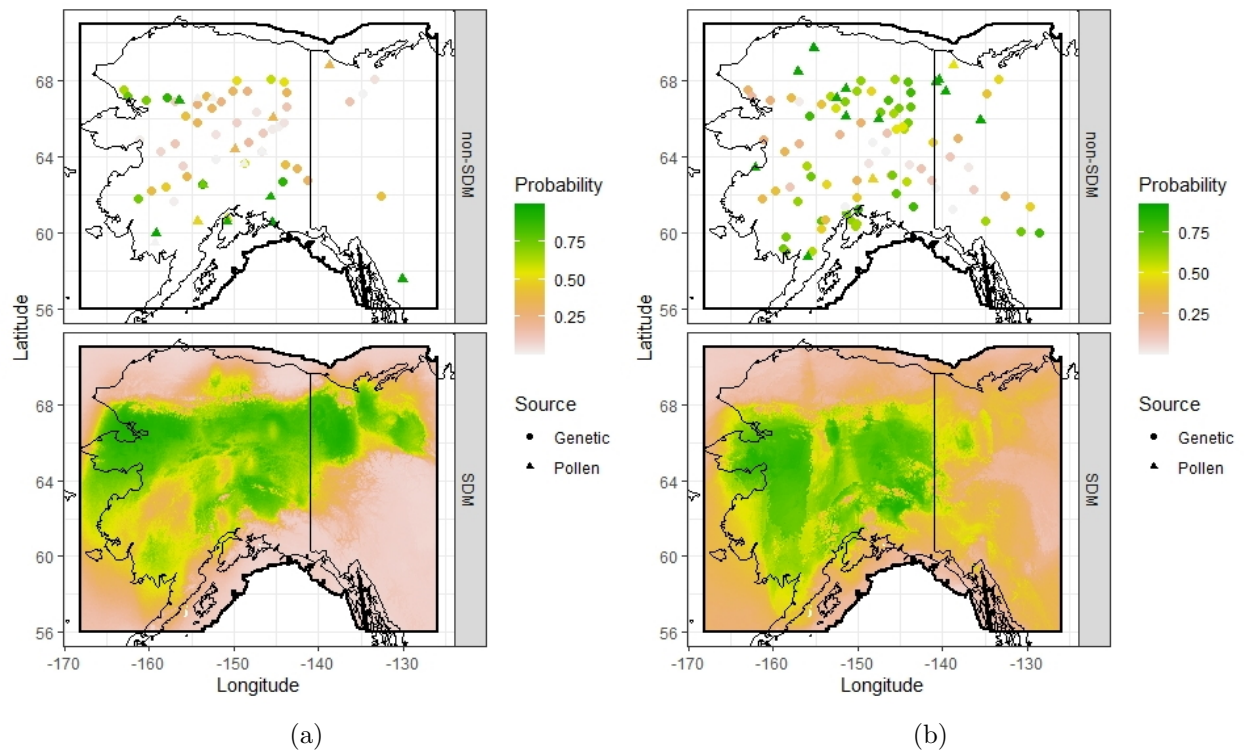 68
64
60
56
non-SDM
Latitude
68
64
60
56
SDM
-170
-160
-150
-140
-130
Longitude
Probability
0.75
0.50
0.25
Source
Genetic
Pollen
(a)
68
64
60
56
non-SDM
Latitude
68
64
60
56
SDM
-170
-160
-150
-140
-130
Longitude
Probability
0.75
0.50
0.25
Source
Genetic
Pollen
(b)